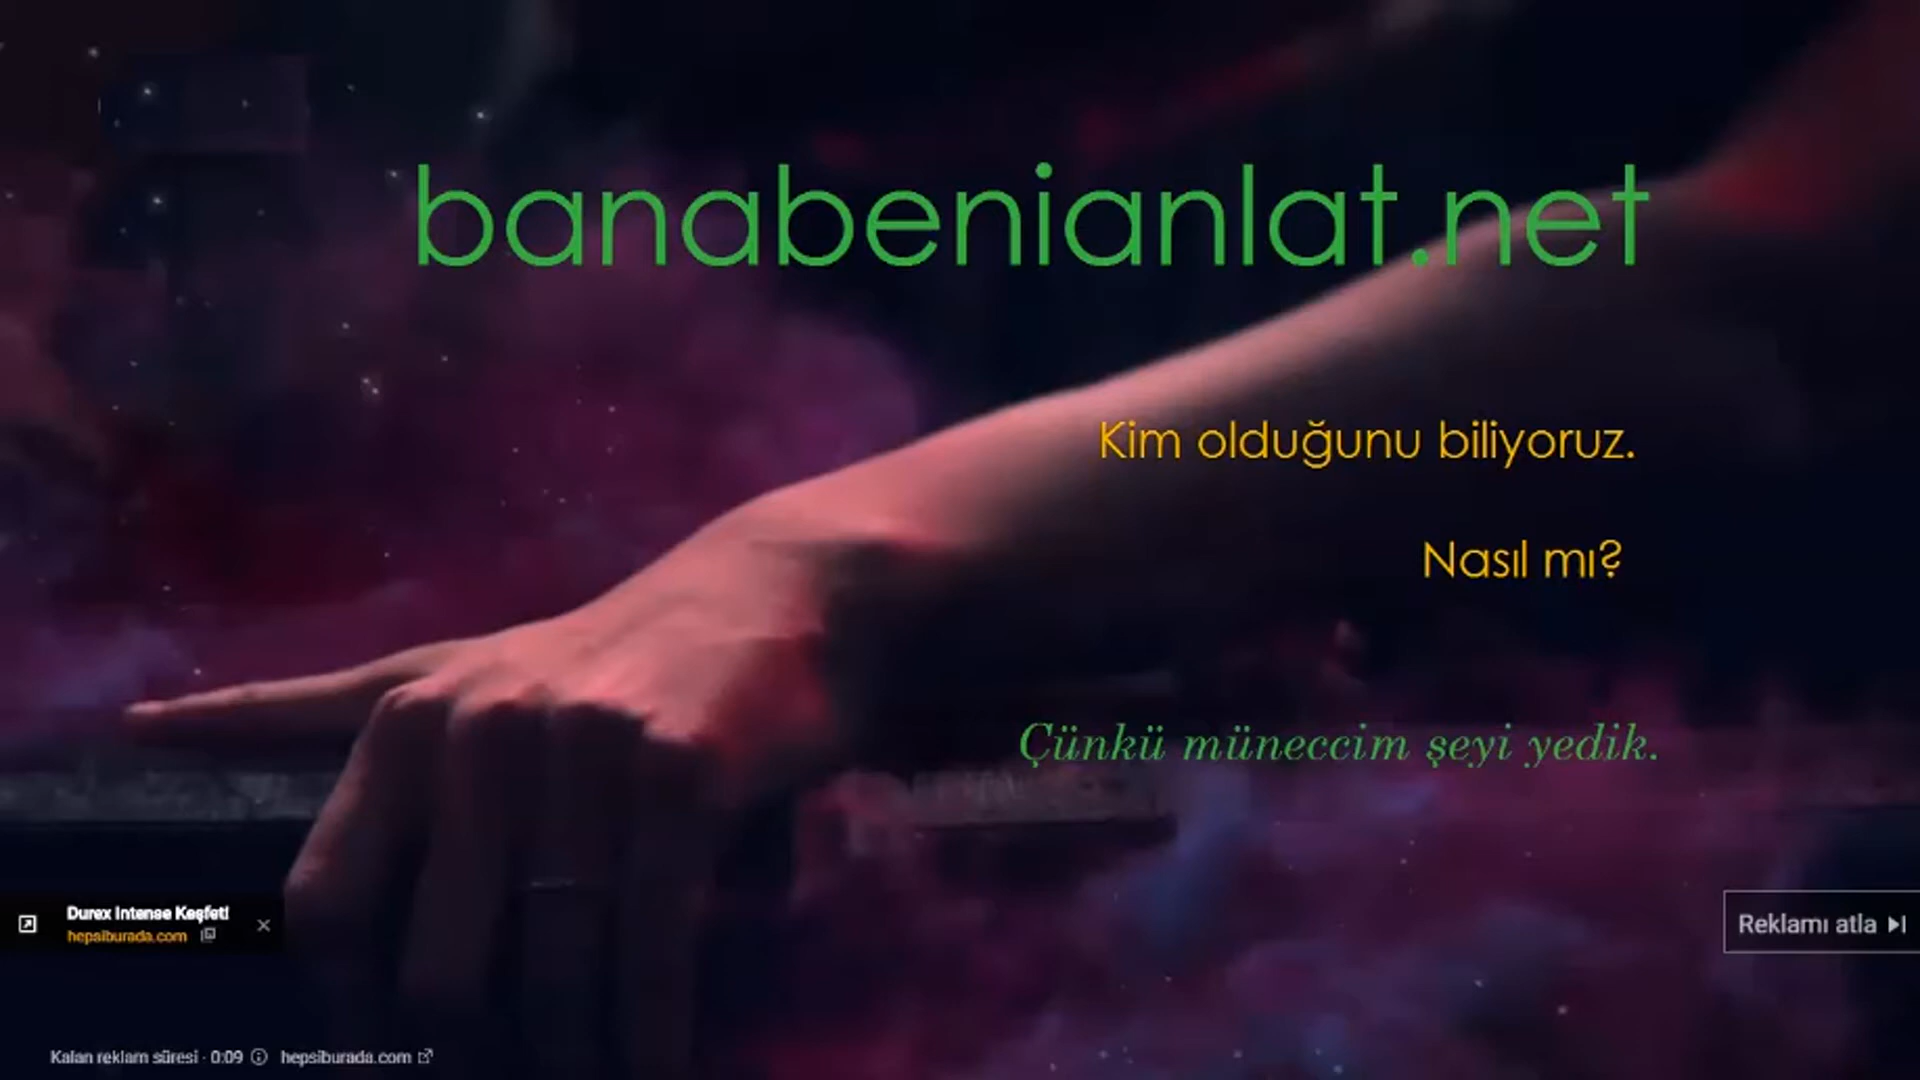 banabenianlat.net
Kim olduğunu biliyoruz.
Nasıl mı?
Çünkü müneccim şeyi yedik.
Durex Intense Keşfet!
hepsiburada.com
Reklamı atla
Kalan reklam süresi · 0:09 hepsiburada.com